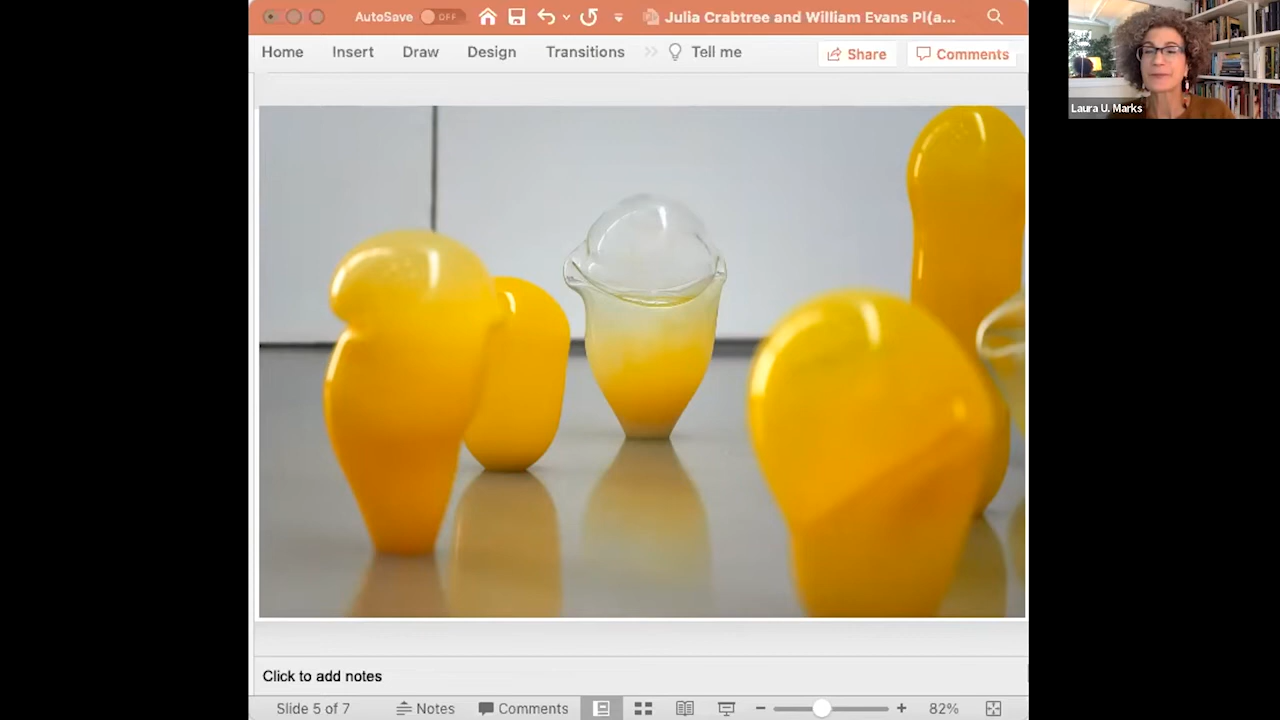 AutoSave OFF Julia Crabtree and William Evans Pl(a...
Home Insert Draw Design Transitions Tell me Share Comments
Laura U. Marks
Click to add notes
Slide 5 of 7 Notes Comments 82%